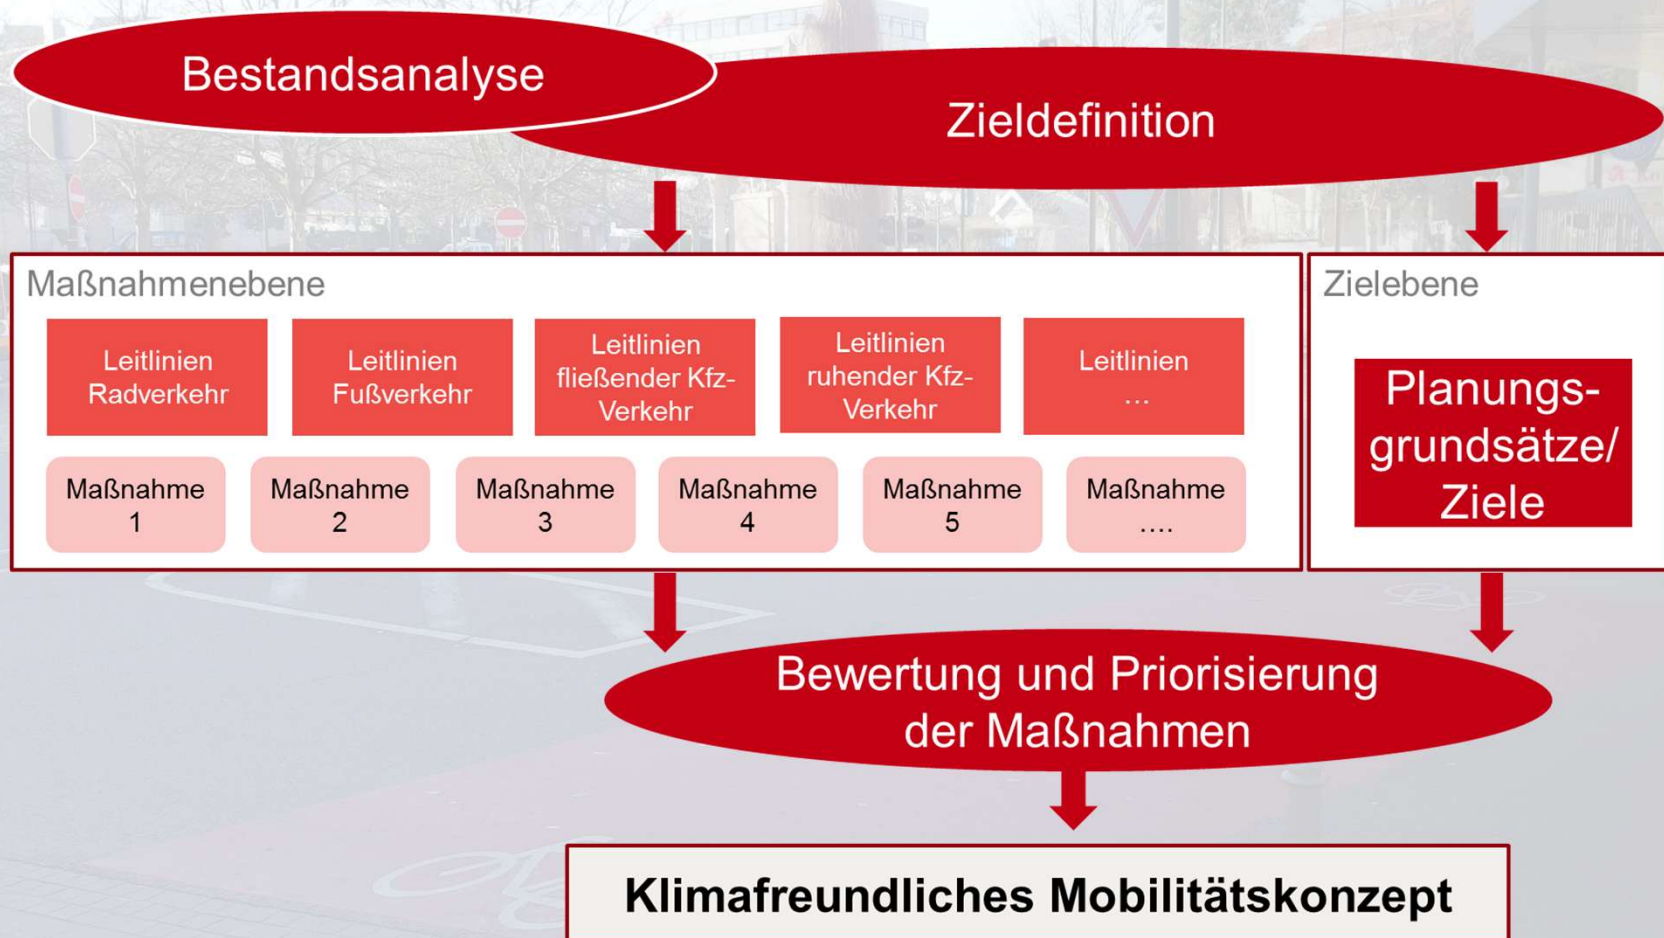 Bestandsanalyse
Zieldefinition
Maßnahmenebene
Leitlinien
Radverkehr
Leitlinien
Fußverkehr
Leitlinien
fließender Kfz-
Verkehr
Leitlinien
ruhender Kfz-
Verkehr
Leitlinien
...
Maßnahme
1
Maßnahme
2
Maßnahme
3
Maßnahme
4
Maßnahme
5
Maßnahme
....
Zielebene
Planungs-
grundsätze/
Ziele
Bewertung und Priorisierung
der Maßnahmen
Klimafreundliches Mobilitätskonzept